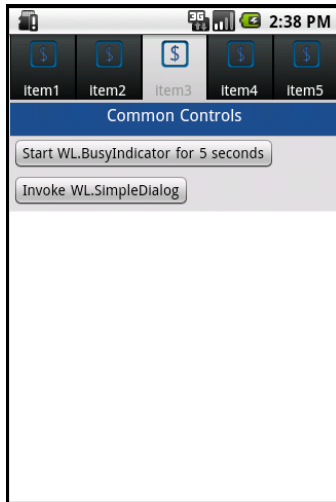 3G 2:38 PM
$ $ $ $ $
Item1 Item2 Item3 Item4 Item5
Common Controls
Start WL.BusyIndicator for 5 seconds
Invoke WL.SimpleDialog